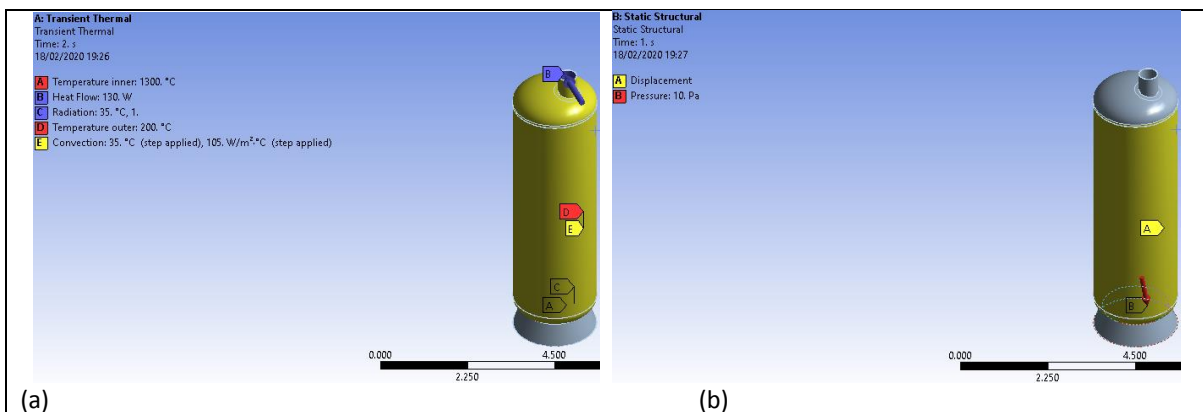 A: Transient Thermal
Transient Thermal
Time: 2. s
18/02/2020 19:26
A Temperature inner: 1300. °C
B Heat Flow: 130. W
C Radiation: 35. °C, 1.
D Temperature outer: 200. °C
E Convection: 35. °C (step applied), 105. W/m²·°C (step applied)
B
D
E
C
A
0.000 4.500
2.250
(a)
B: Static Structural
Static Structural
Time: 1. s
18/02/2020 19:27
A Displacement
B Pressure: 10. Pa
A
B
0.000 4.500
2.250
(b)